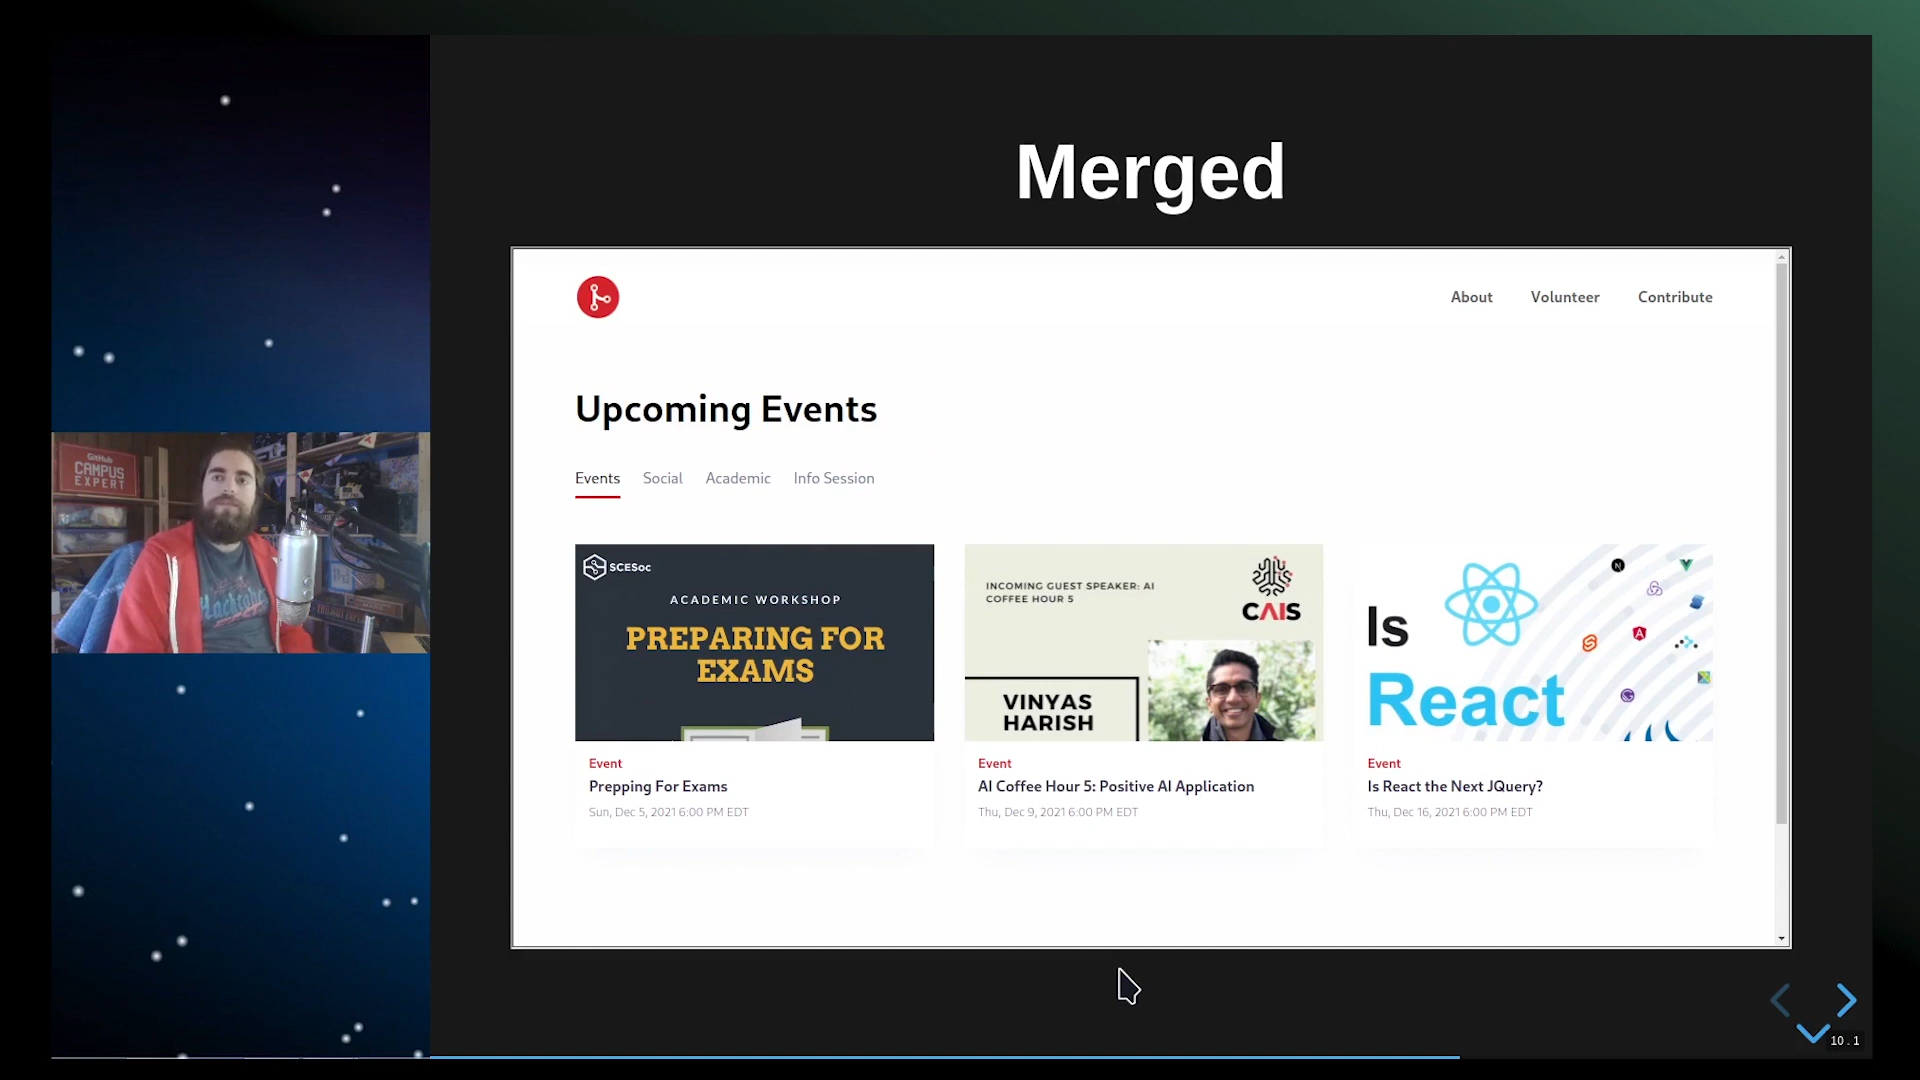 Merged
About Volunteer Contribute
Upcoming Events
Events Social Academic Info Session
SCESoc
ACADEMIC WORKSHOP
PREPARING FOR
EXAMS
INCOMING GUEST SPEAKER: AI
COFFEE HOUR 5
CAIS
VINYAS
HARISH
Is
React
Event
Prepping For Exams
Sun, Dec 5, 2021 6:00 PM EDT
Event
AI Coffee Hour 5: Positive AI Application
Thu, Dec 9, 2021 6:00 PM EDT
Event
Is React the Next JQuery?
Thu, Dec 16, 2021 6:00 PM EDT
GitHub
CAMPUS
EXPERT
10 . 1